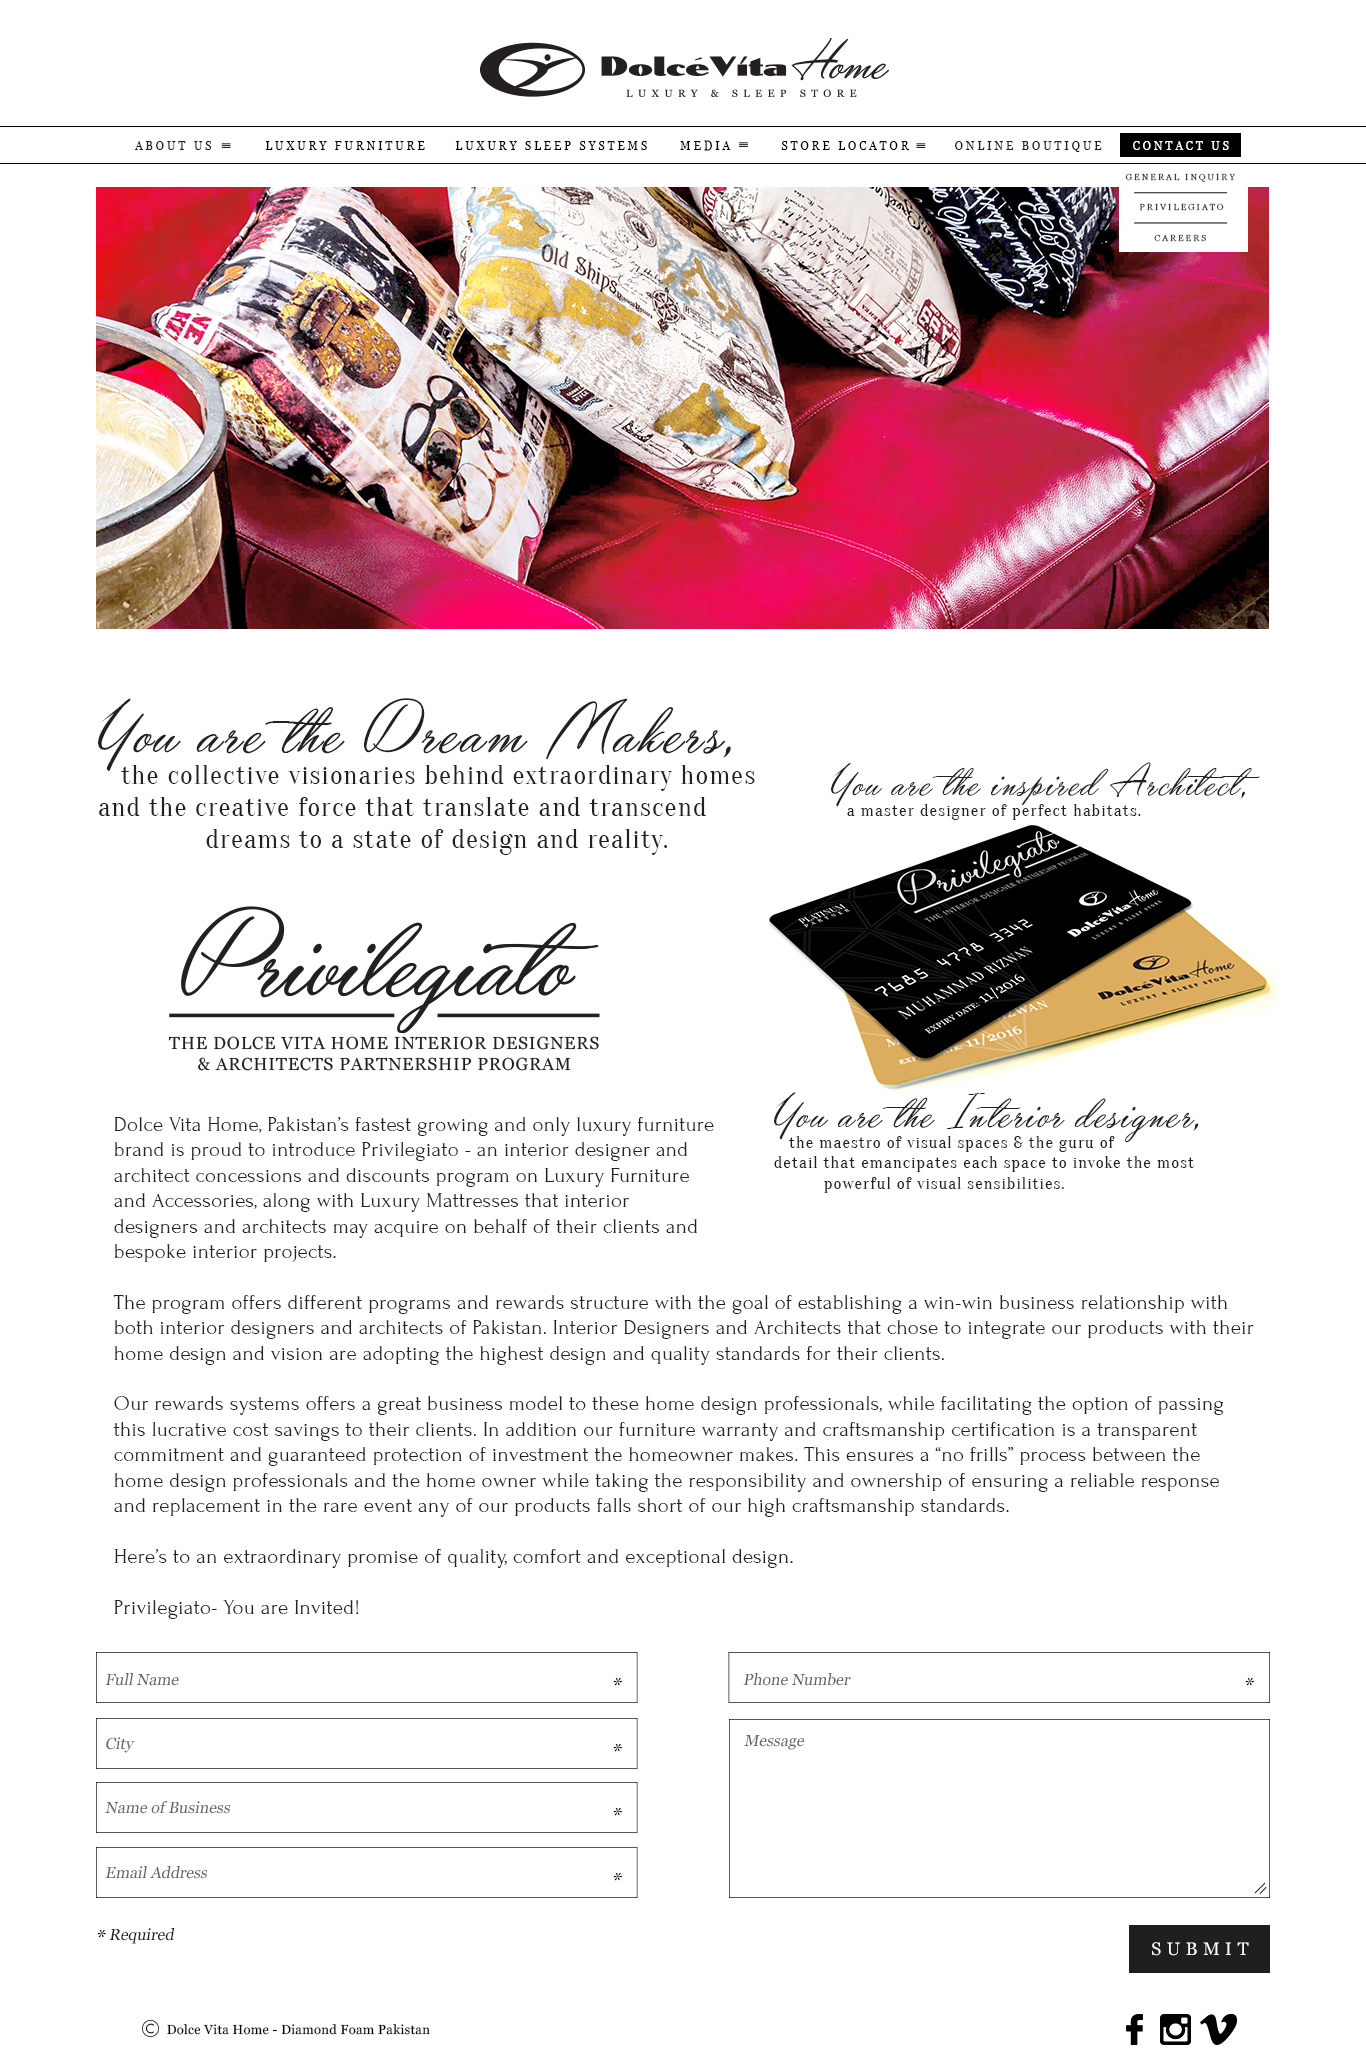 DolcéVita Home
LUXURY & SLEEP STORE
ABOUT US
LUXURY FURNITURE
LUXURY SLEEP SYSTEMS
MEDIA
STORE LOCATOR
ONLINE BOUTIQUE
CONTACT US
GENERAL INQUIRY
PRIVILEGIATO
CAREERS
Old Ships
You are the Dream Makers,
the collective visionaries behind extraordinary homes
and the creative force that translate and transcend
dreams to a state of design and reality.
You are the inspired Architect,
a master designer of perfect habitats.
Privilegiato
THE INTERIOR DESIGNER PARTNERSHIP PROGRAM
PLATINUM
PARTNER
DolcéVita Home
LUXURY & SLEEP STORE
7685 4778 3342
MUHAMMAD RIZWAN
EXPIRY DATE: 11/2016
DolcéVita Home
LUXURY & SLEEP STORE
11/2016
Privilegiato
THE DOLCE VITA HOME INTERIOR DESIGNERS
& ARCHITECTS PARTNERSHIP PROGRAM
You are the Interior designer,
the maestro of visual spaces & the guru of
detail that emancipates each space to invoke the most
powerful of visual sensibilities.
Dolce Vita Home, Pakistan’s fastest growing and only luxury furniture
brand is proud to introduce Privilegiato - an interior designer and
architect concessions and discounts program on Luxury Furniture
and Accessories, along with Luxury Mattresses that interior
designers and architects may acquire on behalf of their clients and
bespoke interior projects.
The program offers different programs and rewards structure with the goal of establishing a win-win business relationship with
both interior designers and architects of Pakistan. Interior Designers and Architects that chose to integrate our products with their
home design and vision are adopting the highest design and quality standards for their clients.
Our rewards systems offers a great business model to these home design professionals, while facilitating the option of passing
this lucrative cost savings to their clients. In addition our furniture warranty and craftsmanship certification is a transparent
commitment and guaranteed protection of investment the homeowner makes. This ensures a “no frills” process between the
home design professionals and the home owner while taking the responsibility and ownership of ensuring a reliable response
and replacement in the rare event any of our products falls short of our high craftsmanship standards.
Here’s to an extraordinary promise of quality, comfort and exceptional design.
Privilegiato- You are Invited!
Full Name *
Phone Number *
City *
Message
Name of Business *
Email Address *
* Required
SUBMIT
© Dolce Vita Home - Diamond Foam Pakistan